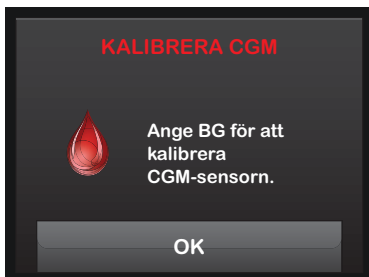 KALIBRERA CGM
Ange BG för att
kalibrera
CGM-sensorn.
OK